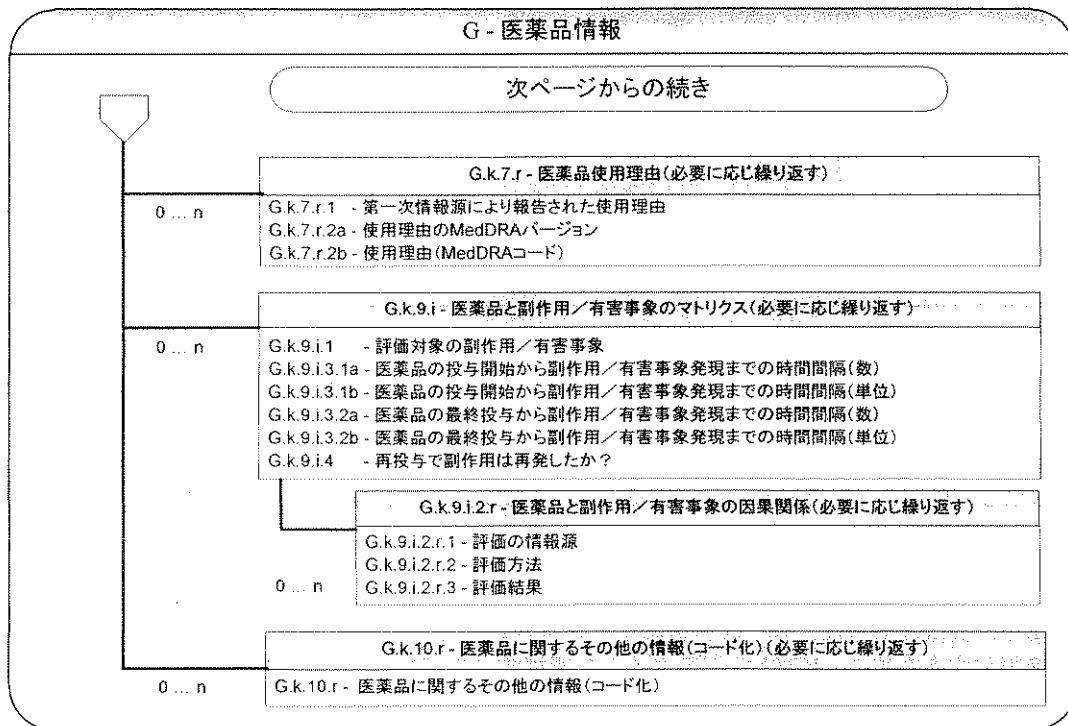 G - 医薬品情報
次ページからの続き
G.k.7.r - 医薬品使用理由(必要に応じ繰り返す)
0 ... n
G.k.7.r.1 - 第一次情報源により報告された使用理由
G.k.7.r.2a - 使用理由のMedDRAバージョン
G.k.7.r.2b - 使用理由(MedDRAコード)
G.k.9.i - 医薬品と副作用/有害事象のマトリクス(必要に応じ繰り返す)
0 ... n
G.k.9.i.1 - 評価対象の副作用/有害事象
G.k.9.i.3.1a - 医薬品の投与開始から副作用/有害事象発現までの時間間隔(数)
G.k.9.i.3.1b - 医薬品の投与開始から副作用/有害事象発現までの時間間隔(単位)
G.k.9.i.3.2a - 医薬品の最終投与から副作用/有害事象発現までの時間間隔(数)
G.k.9.i.3.2b - 医薬品の最終投与から副作用/有害事象発現までの時間間隔(単位)
G.k.9.i.4 - 再投与で副作用は再発したか?
G.k.9.i.2.r - 医薬品と副作用/有害事象の因果関係(必要に応じ繰り返す)
G.k.9.i.2.r.1 - 評価の情報源
G.k.9.i.2.r.2 - 評価方法
G.k.9.i.2.r.3 - 評価結果
0 ... n
G.k.10.r - 医薬品に関するその他の情報(コード化)(必要に応じ繰り返す)
0 ... n
G.k.10.r - 医薬品に関するその他の情報(コード化)